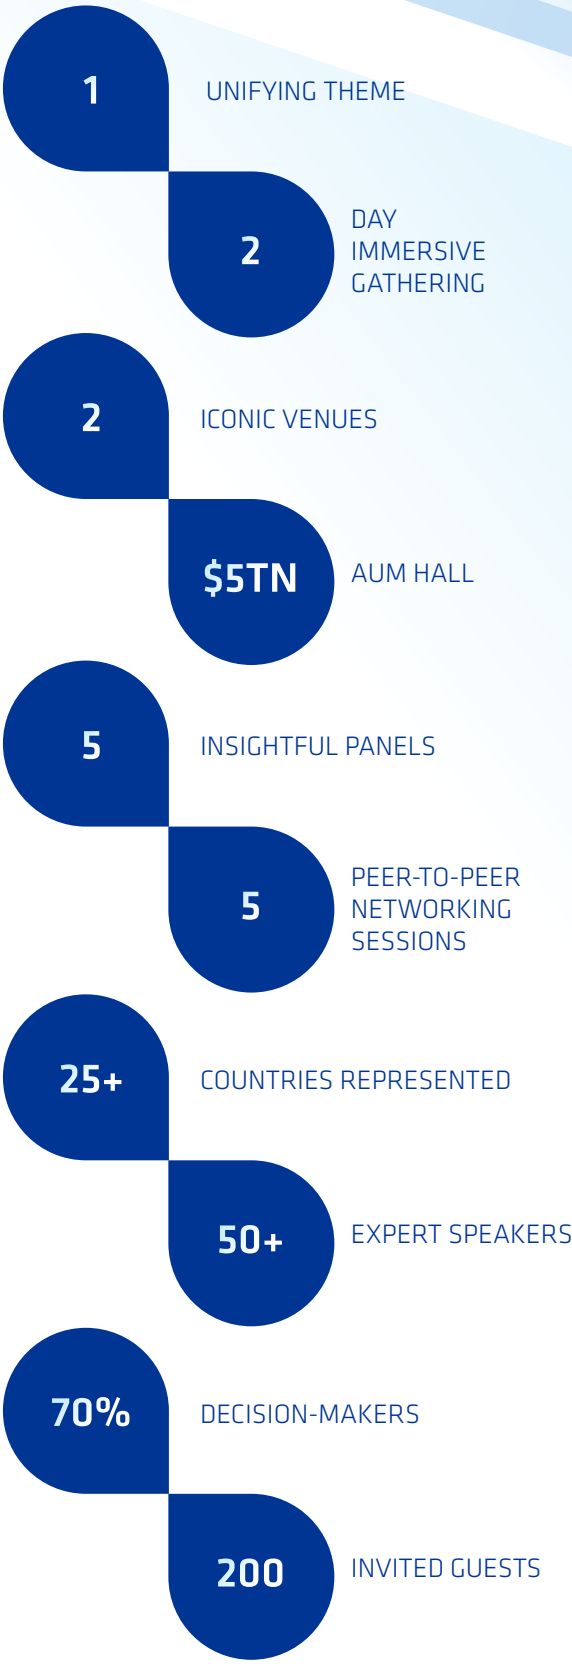 1
UNIFYING THEME
2
DAY
IMMERSIVE
GATHERING
2
ICONIC VENUES
$5TN
AUM HALL
5
INSIGHTFUL PANELS
5
PEER-TO-PEER
NETWORKING
SESSIONS
25+
COUNTRIES REPRESENTED
50+
EXPERT SPEAKERS
70%
DECISION-MAKERS
200
INVITED GUESTS